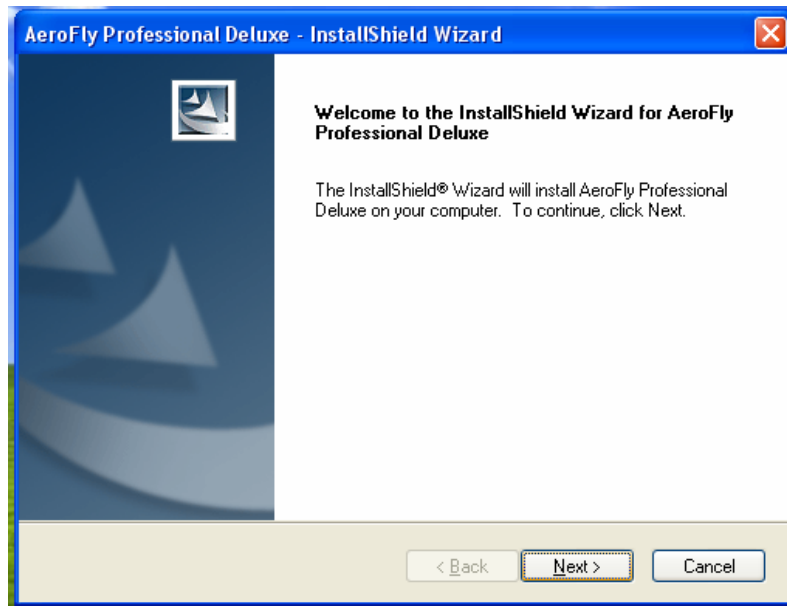 AeroFly Professional Deluxe - InstallShield Wizard
Welcome to the InstallShield Wizard for AeroFly
Professional Deluxe
The InstallShield® Wizard will install AeroFly Professional
Deluxe on your computer.  To continue, click Next.
< Back
Next >
Cancel